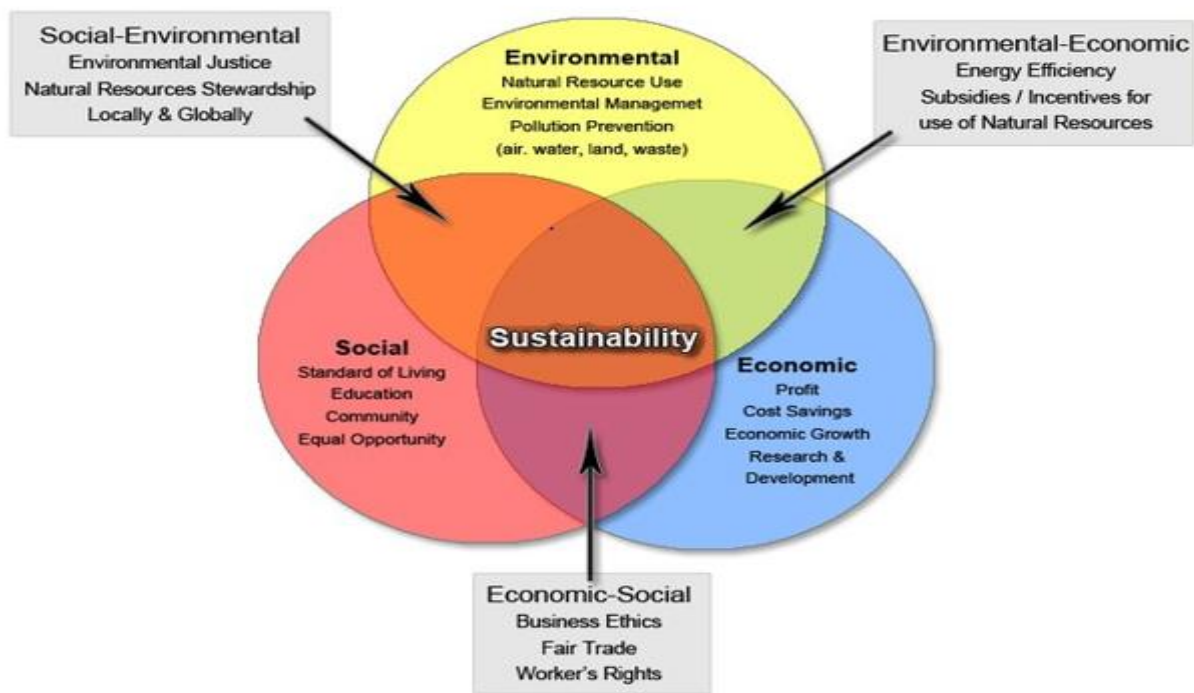 Social-Environmental
Environmental Justice
Natural Resources Stewardship
Locally & Globally
Environmental
Natural Resource Use
Environmental Managemet
Pollution Prevention
(air. water, land, waste)
Environmental-Economic
Energy Efficiency
Subsidies / Incentives for
use of Natural Resources
Sustainability
Social
Standard of Living
Education
Community
Equal Opportunity
Economic
Profit
Cost Savings
Economic Growth
Research &
Development
Economic-Social
Business Ethics
Fair Trade
Worker's Rights